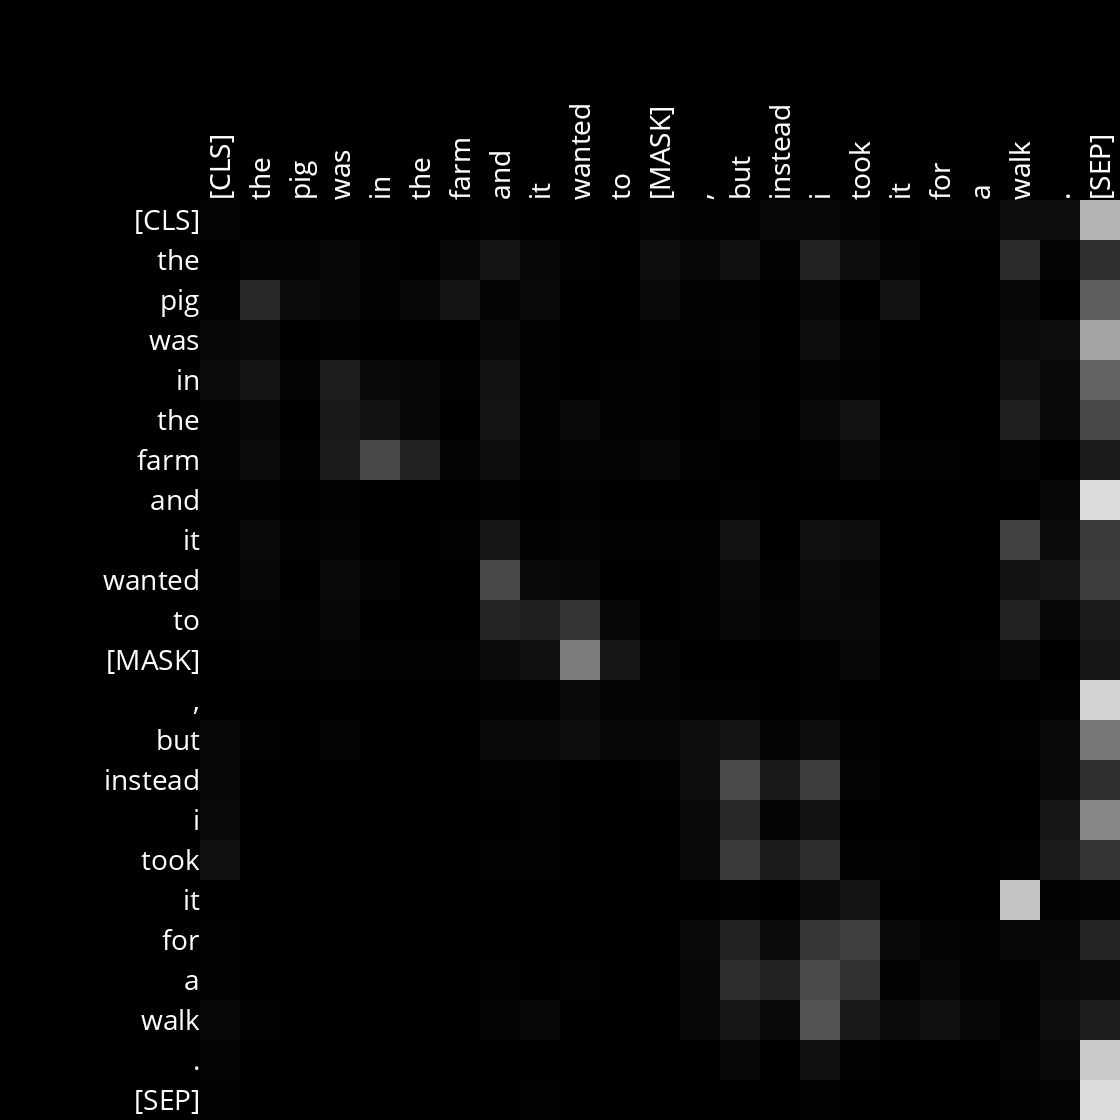 [CLS] the pig was in the farm and it wanted to [MASK] , but instead i took it for a walk . [SEP]
[CLS]
the
pig
was
in
the
farm
and
it
wanted
to
[MASK]
,
but
instead
i
took
it
for
a
walk
.
[SEP]